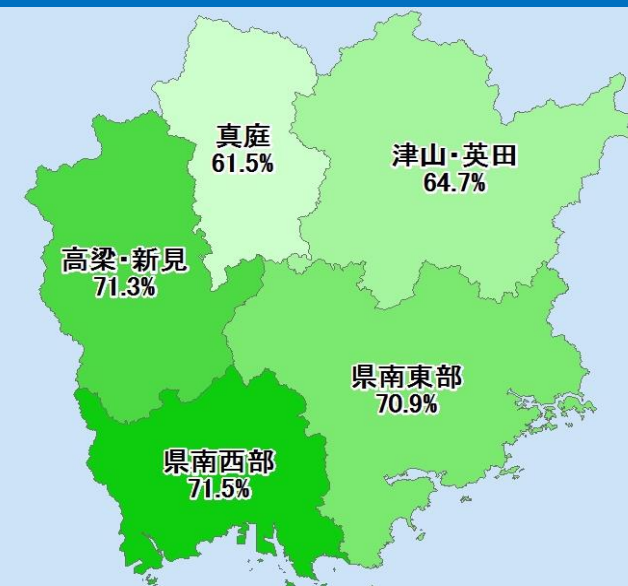 真庭
61.5%
津山・英田
64.7%
高梁・新見
71.3%
県南東部
70.9%
県南西部
71.5%